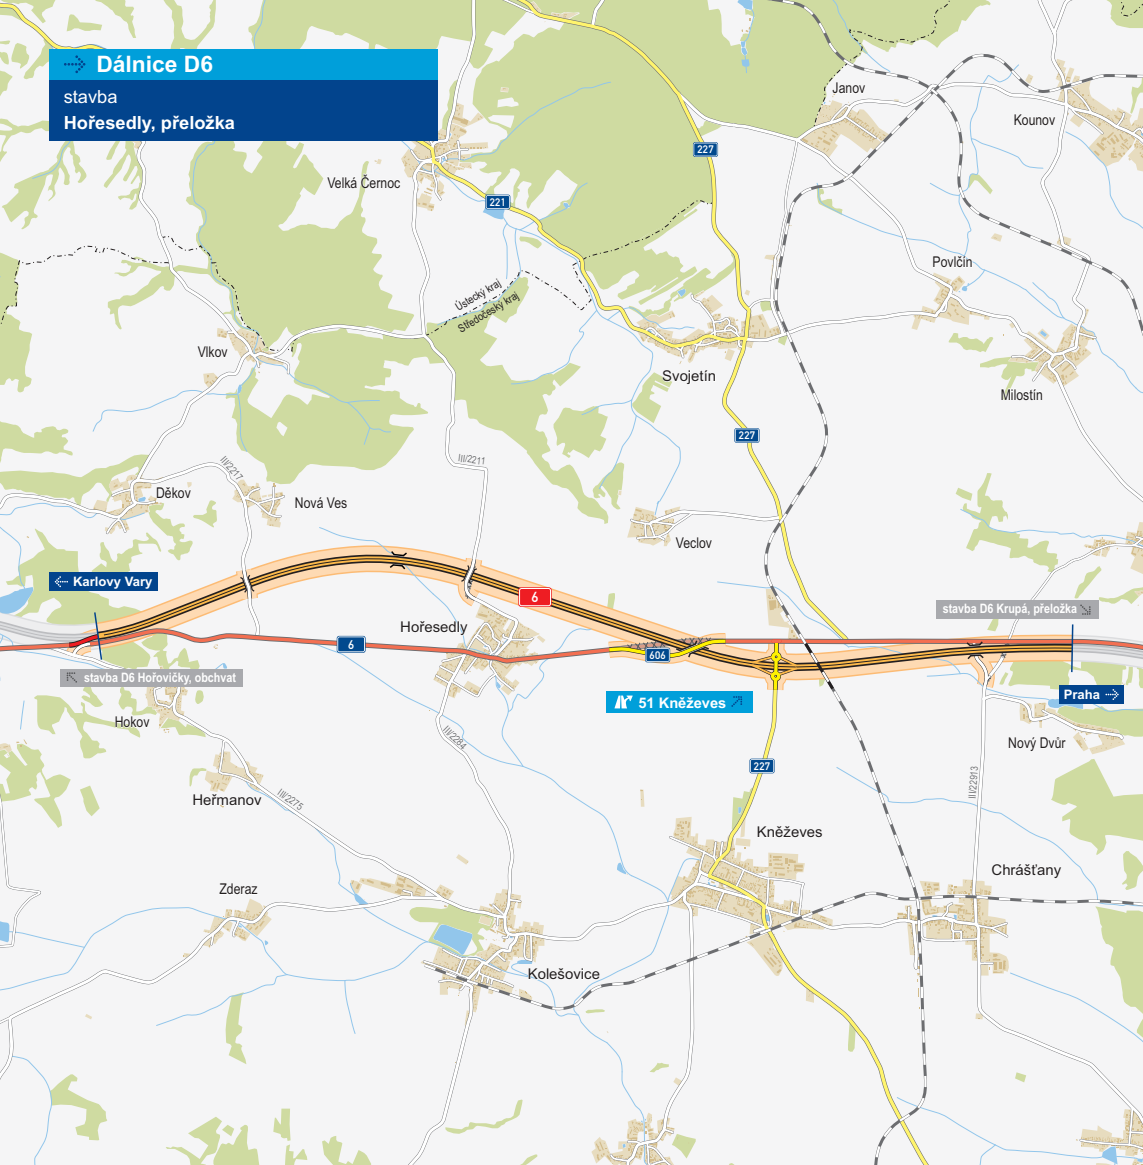 Dálnice D6
stavba
Hořesedly, přeložka
Janov
Kounov
227
Velká Černoc
221
Povlčín
Ústecký kraj
Středočeský kraj
Vlkov
Svojetín
Milostín
227
III/2217
III/2211
Děkov
Nová Ves
Veclov
Karlovy Vary
6
stavba D6 Krupá, přeložka
Hořesedly
6
606
stavba D6 Hořovičky, obchvat
51 Kněževes
Praha
Hokov
III/2264
Nový Dvůr
227
III/22913
Heřmanov
III/2275
Kněževes
Chrášťany
Zderaz
Kolešovice